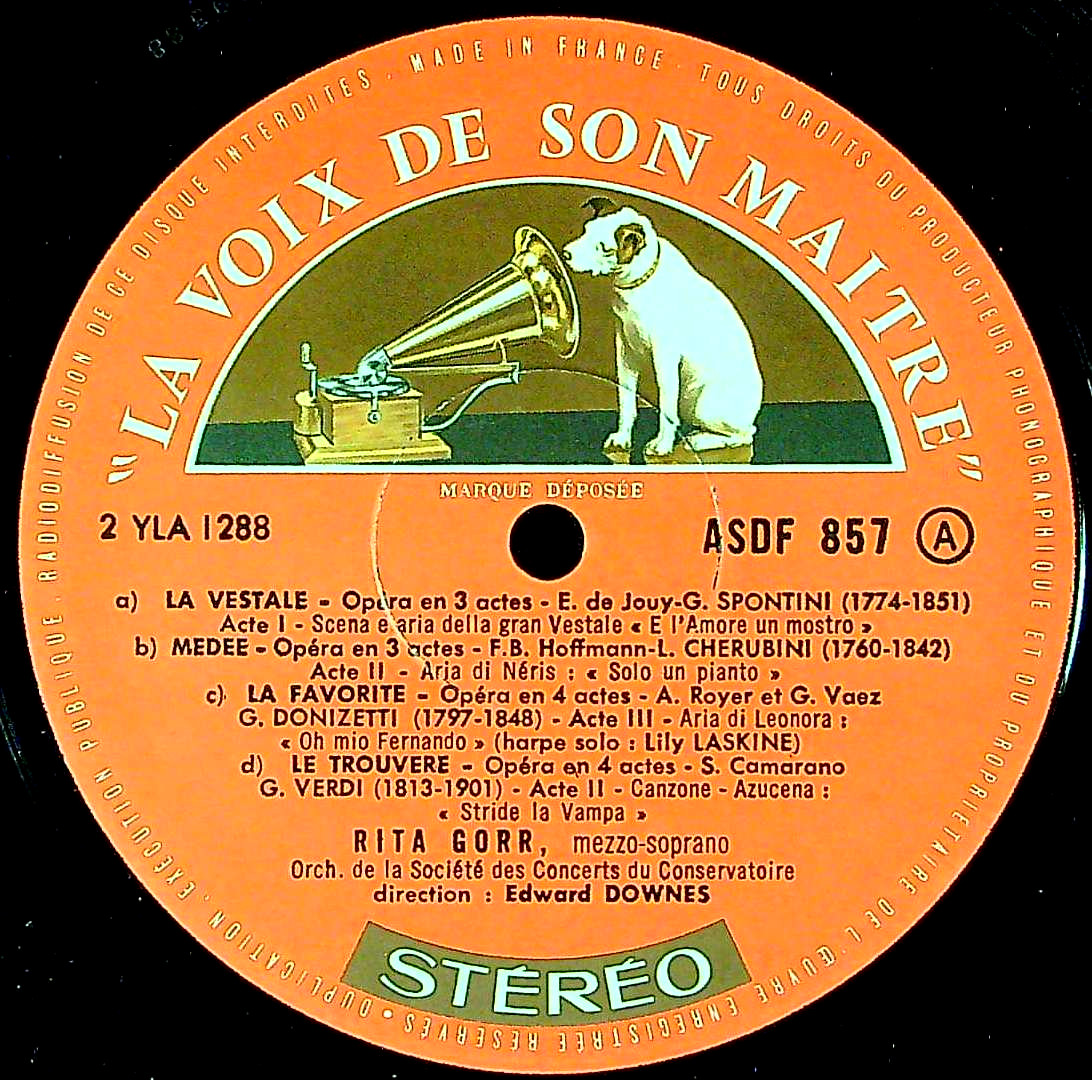 DUPLICATION . EXÉCUTION PUBLIQUE . RADIODIFFUSION DE CE DISQUE INTERDITES . MADE IN FRANCE . TOUS DROITS DU PRODUCTEUR PHONOGRAPHIQUE ET DU PROPRIETAIRE DE L'ŒUVRE ENREGISTRÉE RÉSERVÉS •
“LA VOIX DE SON MAITRE”
MARQUE DÉPOSÉE
2 YLA 1288
ASDF 857 A
a) LA VESTALE - Opéra en 3 actes - E. de Jouy-G. SPONTINI (1774-1851)
Acte I - Scena e aria della gran Vestale « E l'Amore un mostro »
b) MEDEE - Opéra en 3 actes - F.B. Hoffmann-L. CHERUBINI (1760-1842)
Acte II - Aria di Néris : « Solo un pianto »
c) LA FAVORITE - Opéra en 4 actes - A. Royer et G. Vaez
G. DONIZETTI (1797-1848) - Acte III - Aria di Leonora :
« Oh mio Fernando » (harpe solo : Lily LASKINE)
d) LE TROUVERE - Opéra en 4 actes - S. Camarano
G. VERDI (1813-1901) - Acte II - Canzone - Azucena :
« Stride la Vampa »
RITA GORR, mezzo-soprano
Orch. de la Société des Concerts du Conservatoire
direction : Edward DOWNES
STÉRÉO